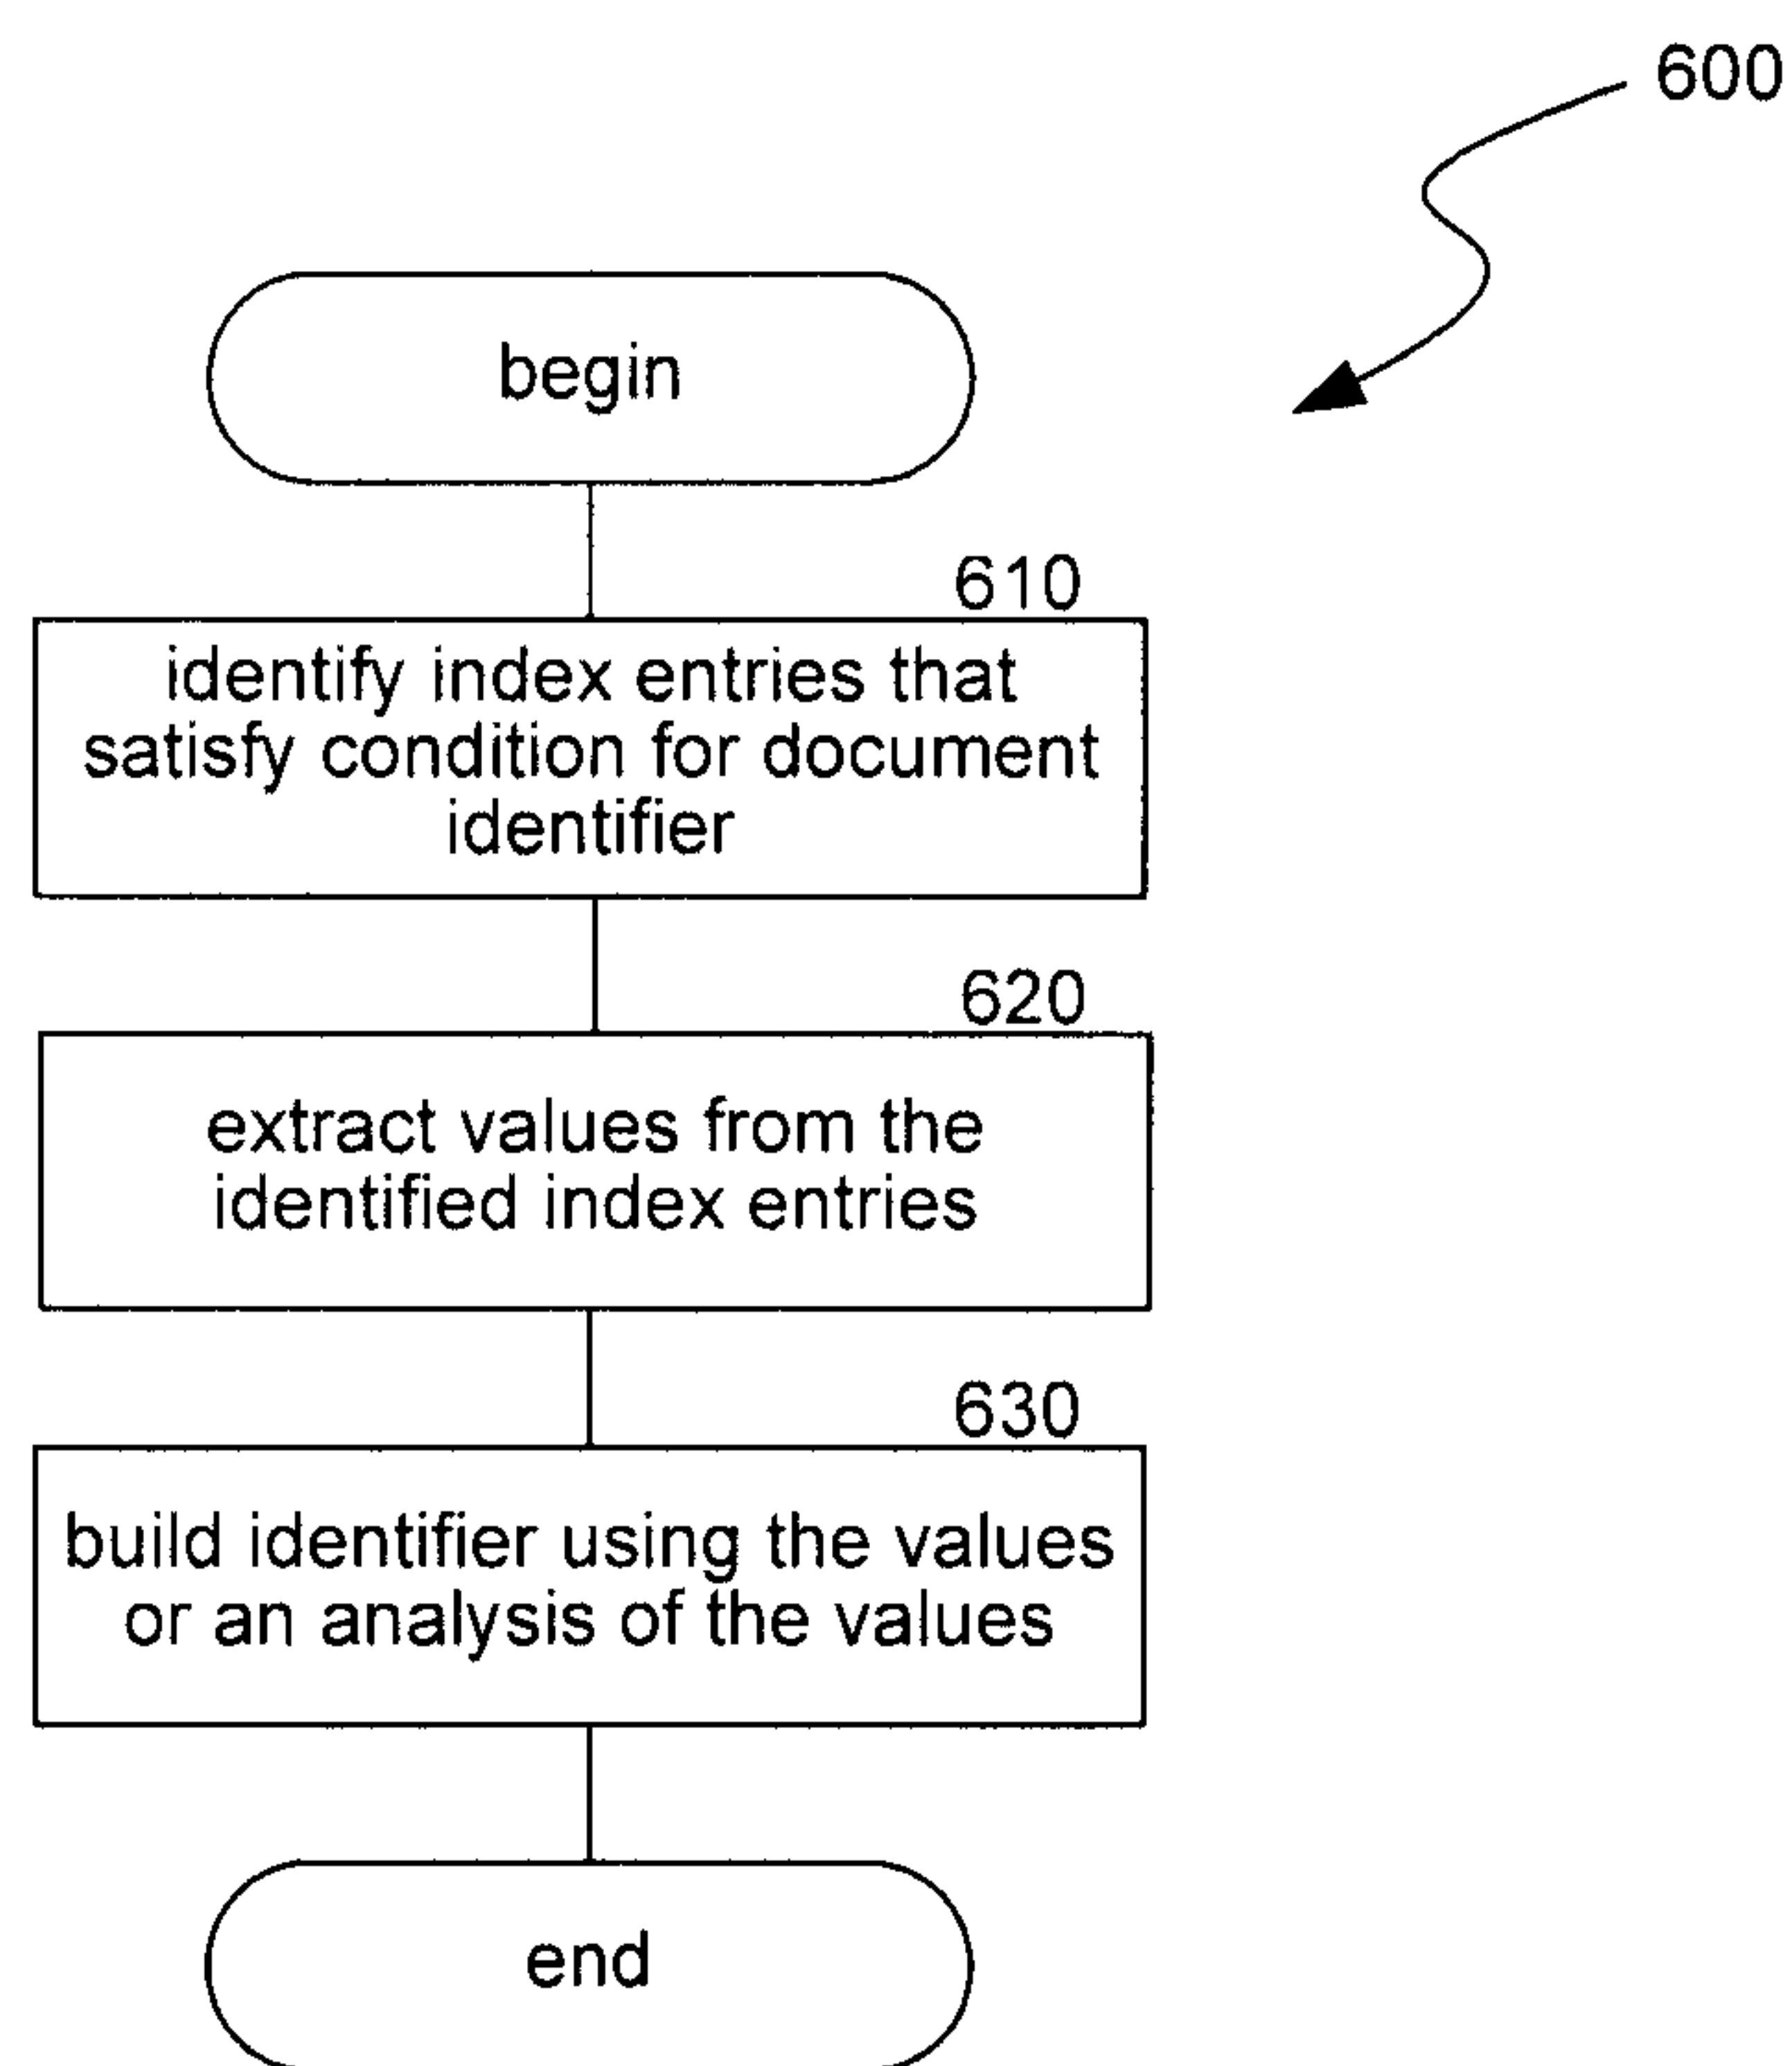 600
begin
610
identify index entries that
satisfy condition for document
identifier
620
extract values from the
identified index entries
630
build identifier using the values
or an analysis of the values
end